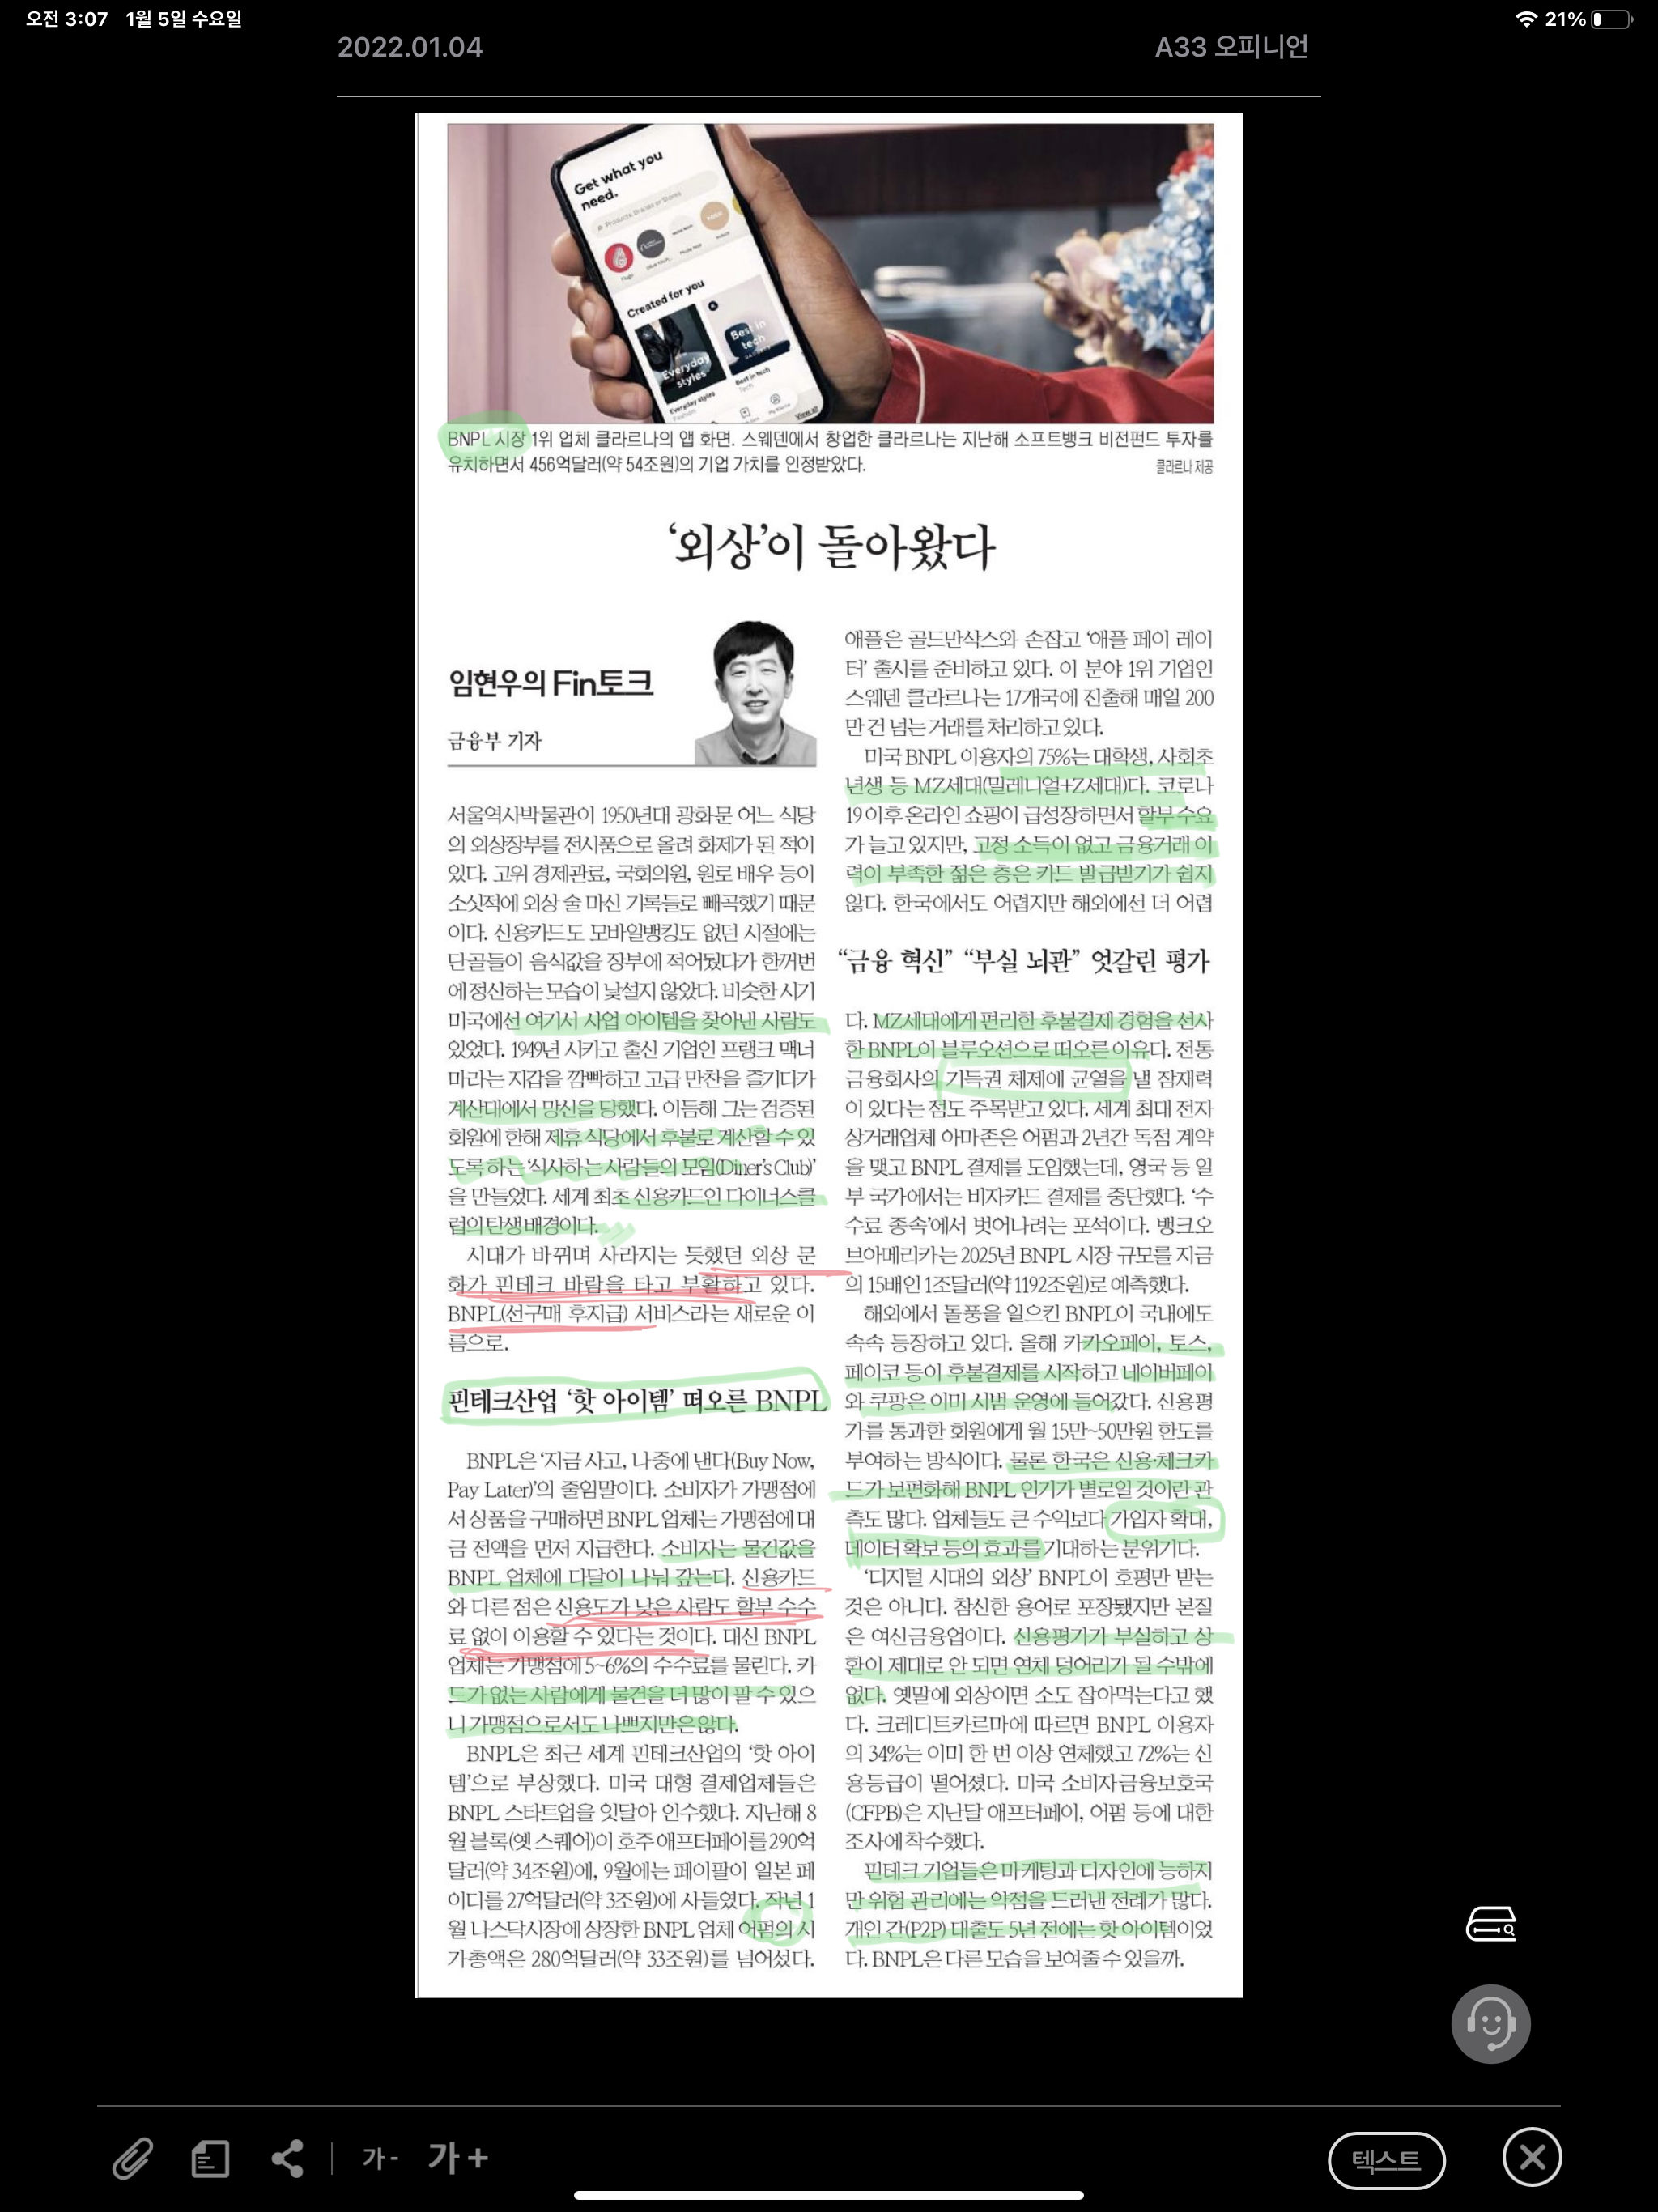 오전 3:07 1월 5일 수요일
21%
2022.01.04
A33 오피니언
Get what you
need.
Products, Brands or Stores
Created for you
Everyday
styles
Best in
tech
Everyday styles
Fashion
Best in tech
Tech
View all
BNPL 시장 1위 업체 클라르나의 앱 화면. 스웨덴에서 창업한 클라르나는 지난해 소프트뱅크 비전펀드 투자를
유치하면서 456억달러(약 54조원)의 기업 가치를 인정받았다.
클라르나 제공
‘외상’이 돌아왔다
임현우의 Fin토크
금융부 기자
서울역사박물관이 1950년대 광화문 어느 식당
의 외상장부를 전시품으로 올려 화제가 된 적이
있다. 고위 경제관료, 국회의원, 원로 배우 등이
소싯적에 외상 술 마신 기록들로 빼곡했기 때문
이다. 신용카드도 모바일뱅킹도 없던 시절에는
단골들이 음식값을 장부에 적어뒀다가 한꺼번
에 정산하는 모습이 낯설지 않았다. 비슷한 시기
미국에선 여기서 사업 아이템을 찾아낸 사람도
있었다. 1949년 시카고 출신 기업인 프랭크 맥너
마라는 지갑을 깜빡하고 고급 만찬을 즐기다가
계산대에서 망신을 당했다. 이듬해 그는 검증된
회원에 한해 제휴 식당에서 후불로 계산할 수 있
도록 하는 ‘식사하는 사람들의 모임(Diner’s Club)’
을 만들었다. 세계 최초 신용카드인 다이너스클
럽의 탄생 배경이다.
시대가 바뀌며 사라지는 듯했던 외상 문
화가 핀테크 바람을 타고 부활하고 있다.
BNPL(선구매 후지급) 서비스라는 새로운 이
름으로.
핀테크산업 ‘핫 아이템’ 떠오른 BNPL
BNPL은 ‘지금 사고, 나중에 낸다(Buy Now,
Pay Later)’의 줄임말이다. 소비자가 가맹점에
서 상품을 구매하면 BNPL 업체는 가맹점에 대
금 전액을 먼저 지급한다. 소비자는 물건값을
BNPL 업체에 다달이 나눠 갚는다. 신용카드
와 다른 점은 신용도가 낮은 사람도 할부 수수
료 없이 이용할 수 있다는 것이다. 대신 BNPL
업체는 가맹점에 5~6%의 수수료를 물린다. 카
드가 없는 사람에게 물건을 더 많이 팔 수 있으
니 가맹점으로서도 나쁘지만은 않다.
BNPL은 최근 세계 핀테크산업의 ‘핫 아이
템’으로 부상했다. 미국 대형 결제업체들은
BNPL 스타트업을 잇달아 인수했다. 지난해 8
월 블록(옛 스퀘어)이 호주 애프터페이를 290억
달러(약 34조원)에, 9월에는 페이팔이 일본 페
이디를 27억달러(약 3조원)에 사들였다. 작년 1
월 나스닥시장에 상장한 BNPL 업체 어펌의 시
가총액은 280억달러(약 33조원)를 넘어섰다.
애플은 골드만삭스와 손잡고 ‘애플 페이 레이
터’ 출시를 준비하고 있다. 이 분야 1위 기업인
스웨덴 클라르나는 17개국에 진출해 매일 200
만 건 넘는 거래를 처리하고 있다.
미국 BNPL 이용자의 75%는 대학생, 사회초
년생 등 MZ세대(밀레니얼+Z세대)다. 코로나
19 이후 온라인 쇼핑이 급성장하면서 할부 수요
가 늘고 있지만, 고정 소득이 없고 금융거래 이
력이 부족한 젊은 층은 카드 발급받기가 쉽지
않다. 한국에서도 어렵지만 해외에선 더 어렵
“금융 혁신” “부실 뇌관” 엇갈린 평가
다. MZ세대에게 편리한 후불결제 경험을 선사
한 BNPL이 블루오션으로 떠오른 이유다. 전통
금융회사의 기득권 체제에 균열을 낼 잠재력
이 있다는 점도 주목받고 있다. 세계 최대 전자
상거래업체 아마존은 어펌과 2년간 독점 계약
을 맺고 BNPL 결제를 도입했는데, 영국 등 일
부 국가에서는 비자카드 결제를 중단했다. ‘수
수료 종속’에서 벗어나려는 포석이다. 뱅크오
브아메리카는 2025년 BNPL 시장 규모를 지금
의 15배인 1조달러(약 1192조원)로 예측했다.
해외에서 돌풍을 일으킨 BNPL이 국내에도
속속 등장하고 있다. 올해 카카오페이, 토스,
페이코 등이 후불결제를 시작하고 네이버페이
와 쿠팡은 이미 시범 운영에 들어갔다. 신용평
가를 통과한 회원에게 월 15만~50만원 한도를
부여하는 방식이다. 물론 한국은 신용·체크카
드가 보편화해 BNPL 인기가 별로일 것이란 관
측도 많다. 업체들도 큰 수익보다 가입자 확대,
데이터 확보 등의 효과를 기대하는 분위기다.
‘디지털 시대의 외상’ BNPL이 호평만 받는
것은 아니다. 참신한 용어로 포장됐지만 본질
은 여신금융업이다. 신용평가가 부실하고 상
환이 제대로 안 되면 연체 덩어리가 될 수밖에
없다. 옛말에 외상이면 소도 잡아먹는다고 했
다. 크레디트카르마에 따르면 BNPL 이용자
의 34%는 이미 한 번 이상 연체했고 72%는 신
용등급이 떨어졌다. 미국 소비자금융보호국
(CFPB)은 지난달 애프터페이, 어펌 등에 대한
조사에 착수했다.
핀테크 기업들은 마케팅과 디자인에 능하지
만 위험 관리에는 약점을 드러낸 전례가 많다.
개인 간(P2P) 대출도 5년 전에는 핫 아이템이었
다. BNPL은 다른 모습을 보여줄 수 있을까.
가- 가+
텍스트